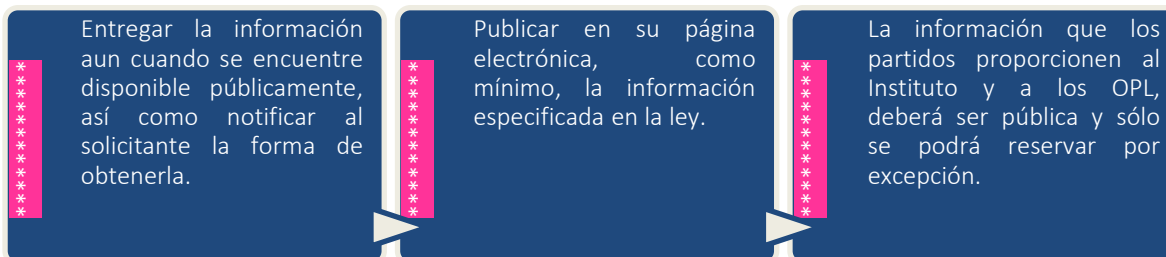 Entregar la información
aun cuando se encuentre
disponible públicamente,
así como notificar al
solicitante la forma de
obtenerla.
Publicar en su página
electrónica, como
mínimo, la información
especificada en la ley.
La información que los
partidos proporcionen al
Instituto y a los OPL,
deberá ser pública y sólo
se podrá reservar por
excepción.